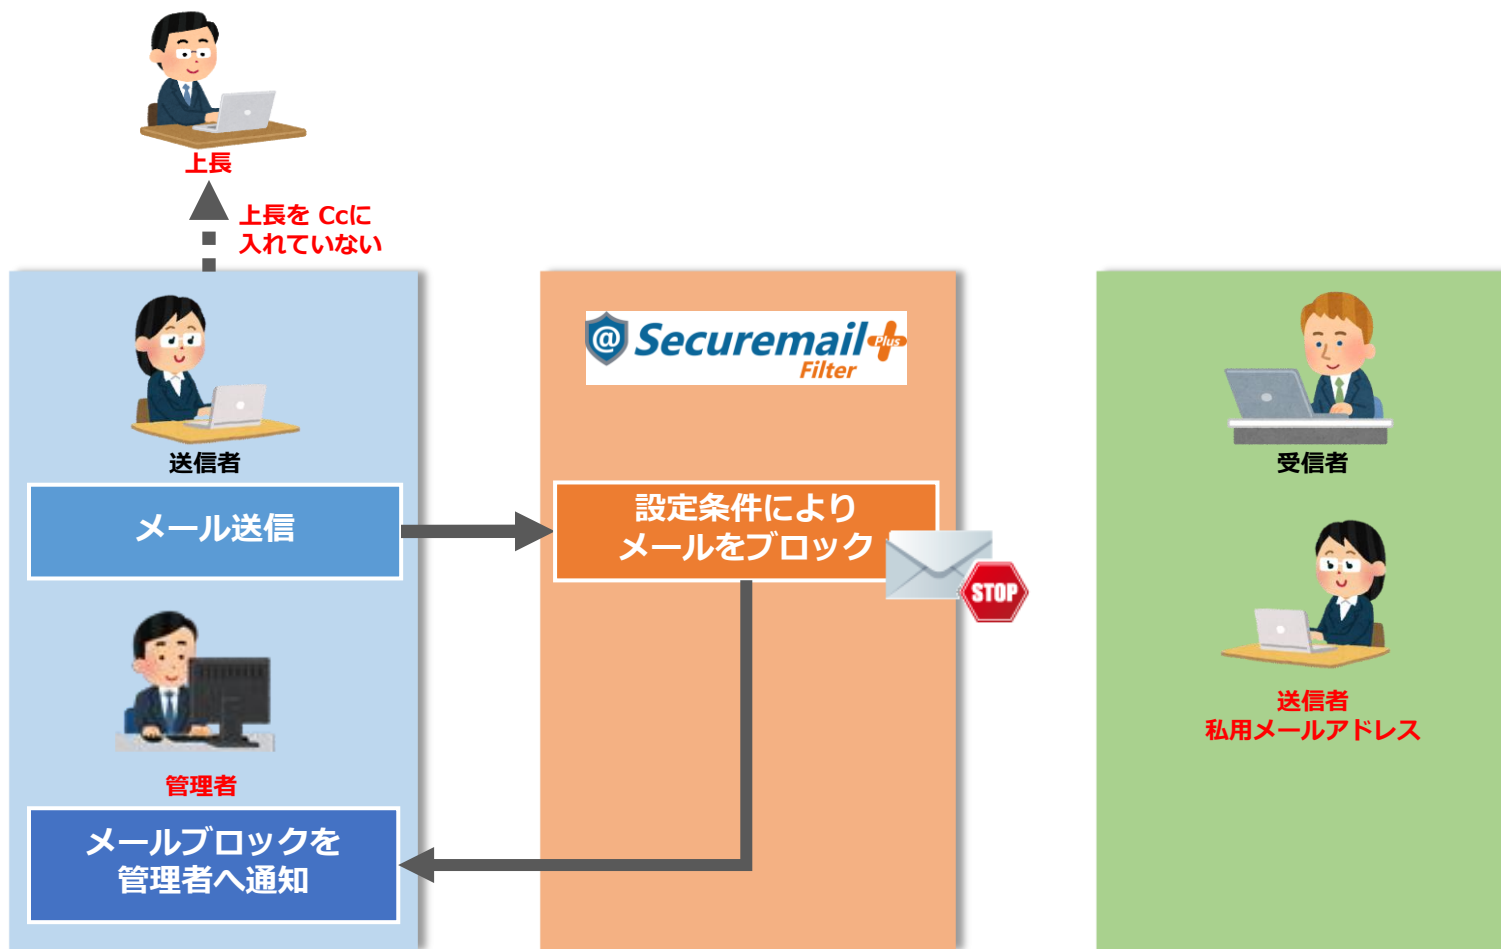 上長
上長を Ccに
入れていない
送信者
メール送信
管理者
メールブロックを
管理者へ通知
@ Securemail Plus
Filter
設定条件により
メールをブロック
STOP
受信者
送信者
私用メールアドレス